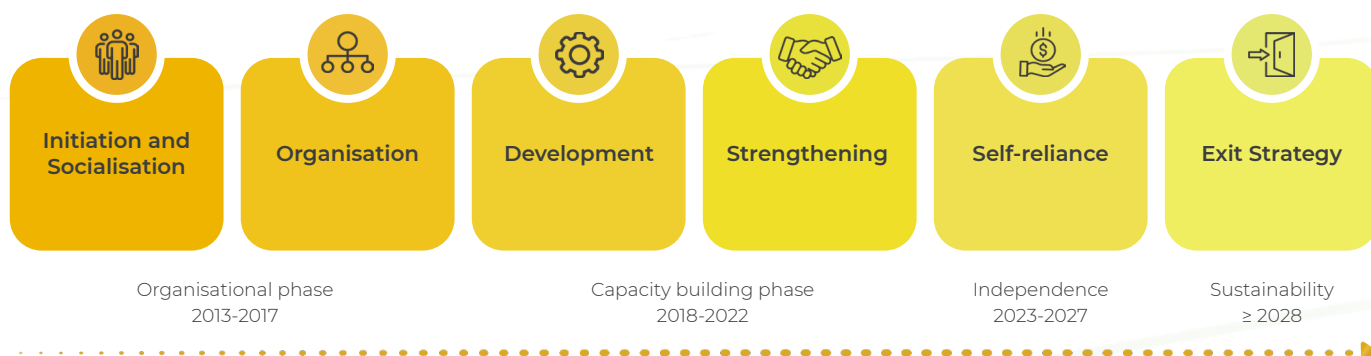 Initiation and
Socialisation
Organisation
Development
Strengthening
Self-reliance
Exit Strategy
$
Organisational phase
2013-2017
Capacity building phase
2018-2022
Independence
2023-2027
Sustainability
≥ 2028